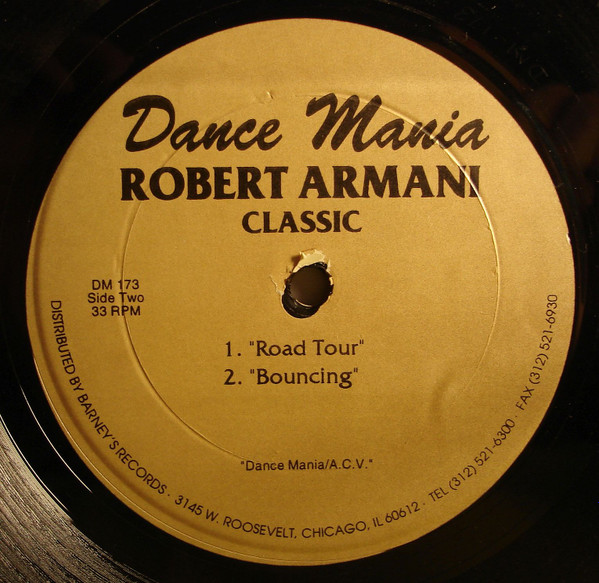 Dance Mania
ROBERT ARMANI
CLASSIC
DM 173
Side Two
33 RPM
1. "Road Tour"
2. "Bouncing"
"Dance Mania/A.C.V."
DISTRIBUTED BY BARNEY'S RECORDS · 3145 W. ROOSEVELT, CHICAGO, IL 60612 · TEL (312) 521-6300 · FAX (312) 521-6930